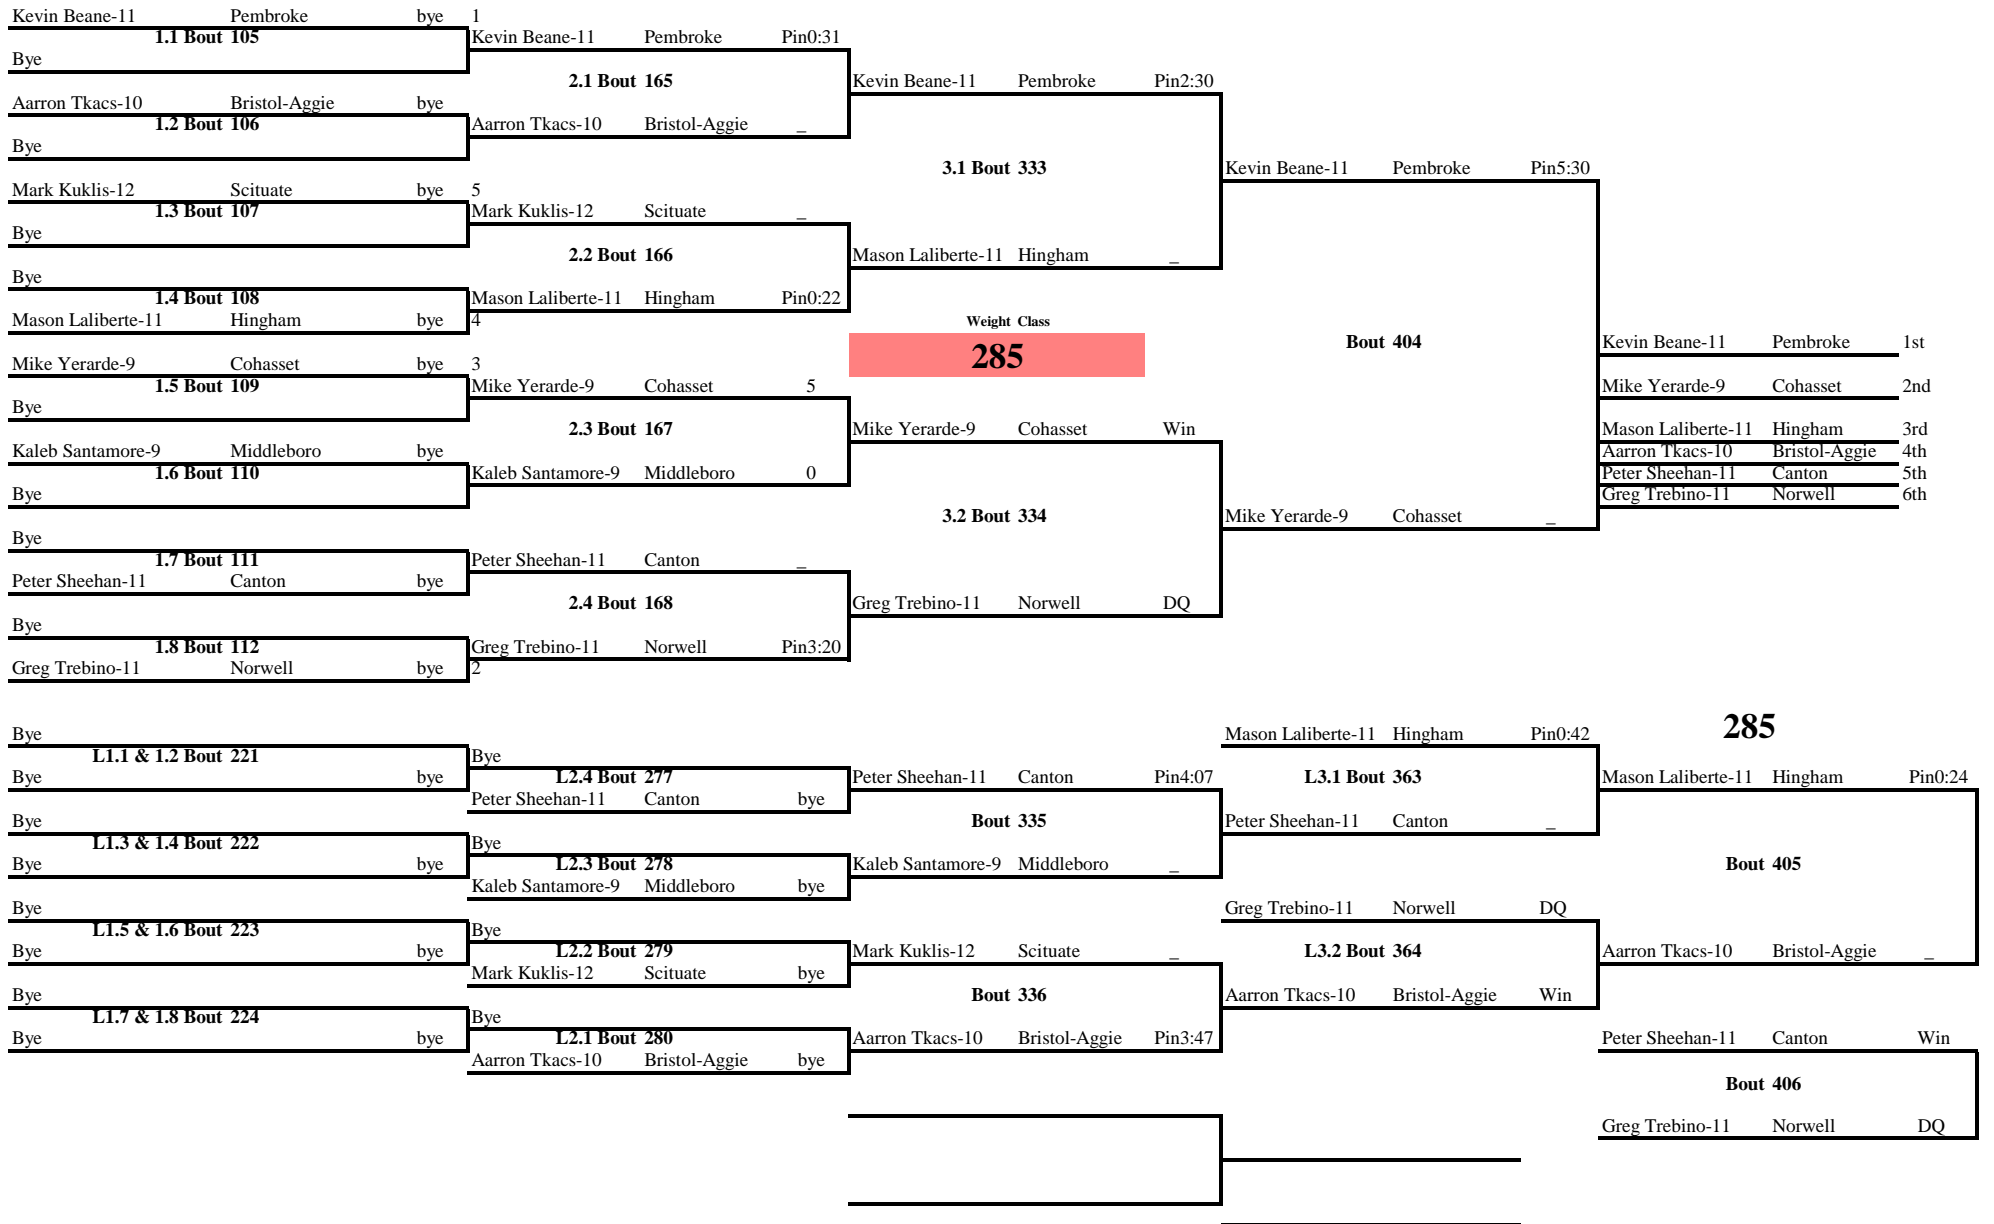 Kevin Beane-11 Pembroke bye 1
1.1 Bout 105 Kevin Beane-11 Pembroke Pin0:31
Bye
2.1 Bout 165 Kevin Beane-11 Pembroke Pin2:30
Aarron Tkacs-10 Bristol-Aggie bye
1.2 Bout 106 Aarron Tkacs-10 Bristol-Aggie _
Bye
3.1 Bout 333 Kevin Beane-11 Pembroke Pin5:30
Mark Kuklis-12 Scituate bye 5
1.3 Bout 107 Mark Kuklis-12 Scituate _
Bye
2.2 Bout 166 Mason Laliberte-11 Hingham _
Bye
1.4 Bout 108 Mason Laliberte-11 Hingham Pin0:22
Mason Laliberte-11 Hingham bye 4 Weight Class
Bout 404 Kevin Beane-11 Pembroke 1st
285
Mike Yerarde-9 Cohasset bye 3
1.5 Bout 109 Mike Yerarde-9 Cohasset 5 Mike Yerarde-9 Cohasset 2nd
Bye
2.3 Bout 167 Mike Yerarde-9 Cohasset Win Mason Laliberte-11 Hingham 3rd
Kaleb Santamore-9 Middleboro bye Aarron Tkacs-10 Bristol-Aggie 4th
1.6 Bout 110 Kaleb Santamore-9 Middleboro 0 Peter Sheehan-11 Canton 5th
Bye Greg Trebino-11 Norwell 6th
3.2 Bout 334 Mike Yerarde-9 Cohasset _
Bye
1.7 Bout 111 Peter Sheehan-11 Canton _
Peter Sheehan-11 Canton bye
2.4 Bout 168 Greg Trebino-11 Norwell DQ
Bye
1.8 Bout 112 Greg Trebino-11 Norwell Pin3:20
Greg Trebino-11 Norwell bye 2
Bye Mason Laliberte-11 Hingham Pin0:42 285
L1.1 & 1.2 Bout 221 Bye
Bye bye L2.4 Bout 277 Peter Sheehan-11 Canton Pin4:07 L3.1 Bout 363 Mason Laliberte-11 Hingham Pin0:24
Peter Sheehan-11 Canton bye
Bye Bout 335 Peter Sheehan-11 Canton _
L1.3 & 1.4 Bout 222 Bye
Bye bye L2.3 Bout 278 Kaleb Santamore-9 Middleboro _ Bout 405
Kaleb Santamore-9 Middleboro bye
Bye Greg Trebino-11 Norwell DQ
L1.5 & 1.6 Bout 223 Bye
Bye bye L2.2 Bout 279 Mark Kuklis-12 Scituate _ L3.2 Bout 364 Aarron Tkacs-10 Bristol-Aggie _
Mark Kuklis-12 Scituate bye
Bye Bout 336 Aarron Tkacs-10 Bristol-Aggie Win
L1.7 & 1.8 Bout 224 Bye
Bye bye L2.1 Bout 280 Aarron Tkacs-10 Bristol-Aggie Pin3:47 Peter Sheehan-11 Canton Win
Aarron Tkacs-10 Bristol-Aggie bye
Bout 406
Greg Trebino-11 Norwell DQ